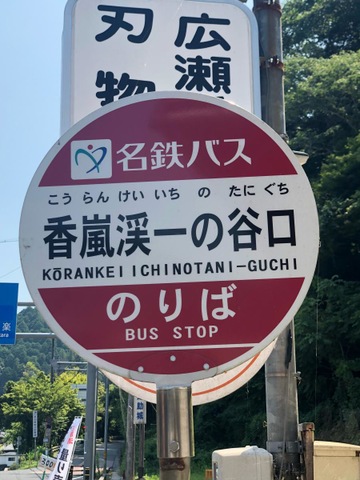 広瀬
刃物
名鉄バス
こうらんけいいちのたにぐち
香嵐渓一の谷口
KŌRANKEI ICHINOTANI-GUCHI
のりば
BUS STOP